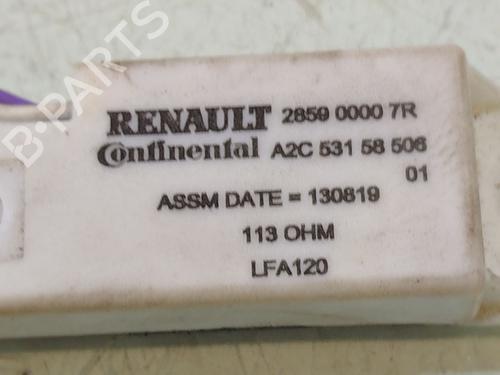 RENAULT 2859 0000 7R
Continental A2C 531 58 506
01
ASSM DATE = 130819
113 OHM
LFA120
B-PARTS